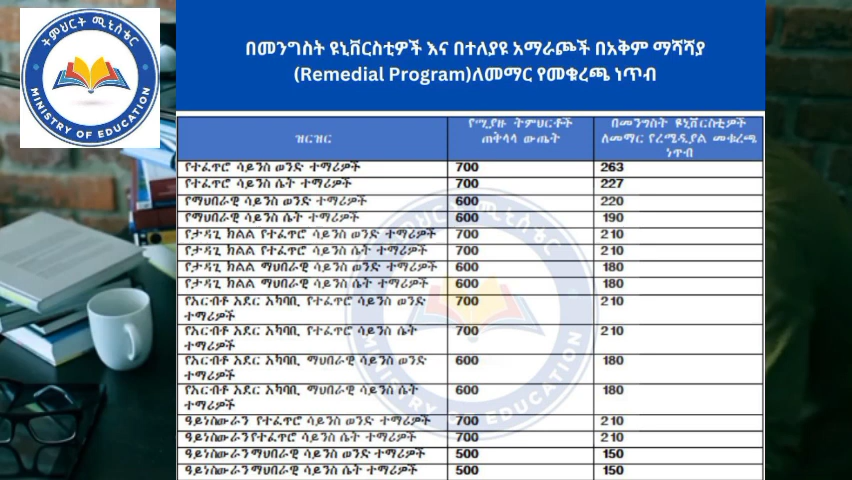 ትምህርት ሚኒስቴር
MINISTRY OF EDUCATION
በመንግስት ዩኒቨርስቲዎች እና በተለያዩ አማራጮች በአቅም ማሻሻያ
(Remedial Program)ለመማር የመቁረጫ ነጥብ
ዝርዝር የሚያዙ ትምህርቶች ጠቅላላ ውጤት በመንግስት ዩኒቨርስቲዎች ለመማር የረሜዲያል መቁረጫ ነጥብ
የተፈጥሮ ሳይንስ ወንድ ተማሪዎች 700 263
የተፈጥሮ ሳይንስ ሴት ተማሪዎች 700 227
የማህበራዊ ሳይንስ ወንድ ተማሪዎች 600 220
የማህበራዊ ሳይንስ ሴት ተማሪዎች 600 190
የታዳጊ ክልል የተፈጥሮ ሳይንስ ወንድ ተማሪዎች 700 210
የታዳጊ ክልል የተፈጥሮ ሳይንስ ሴት ተማሪዎች 700 210
የታዳጊ ክልል ማህበራዊ ሳይንስ ወንድ ተማሪዎች 600 180
የታዳጊ ክልል ማህበራዊ ሳይንስ ሴት ተማሪዎች 600 180
የአርብቶ አደር አካባቢ የተፈጥሮ ሳይንስ ወንድ
ተማሪዎች 700 210
የአርብቶ አደር አካባቢ የተፈጥሮ ሳይንስ ሴት
ተማሪዎች 700 210
የአርብቶ አደር አካባቢ ማህበራዊ ሳይንስ ወንድ
ተማሪዎች 600 180
የአርብቶ አደር አካባቢ ማህበራዊ ሳይንስ ሴት
ተማሪዎች 600 180
ዓይነስውራን የተፈጥሮ ሳይንስ ወንድ ተማሪዎች 700 210
ዓይነስውራን የተፈጥሮ ሳይንስ ሴት ተማሪዎች 700 210
ዓይነስውራን ማህበራዊ ሳይንስ ወንድ ተማሪዎች 500 150
ዓይነስውራን ማህበራዊ ሳይንስ ሴት ተማሪዎች 500 150